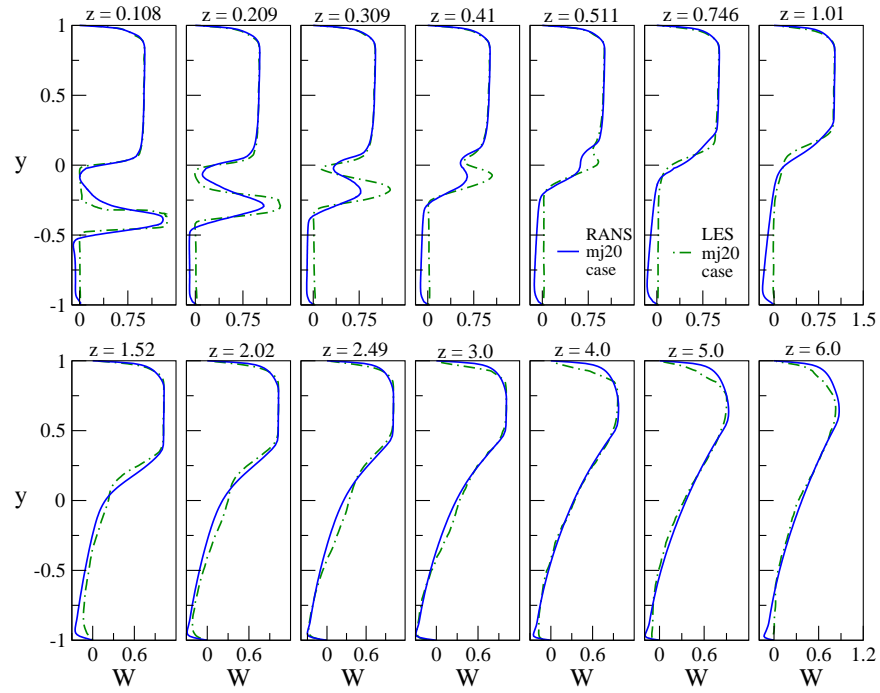 z = 0.108 z = 0.209 z = 0.309 z = 0.41 z = 0.511 z = 0.746 z = 1.01
1
0.5
y
0
-0.5
-1
RANS
mj20
case
LES
mj20
case
0 0.75 0 0.75 0 0.75 0 0.75 0 0.75 0 0.75 0 0.75 1.5
z = 1.52 z = 2.02 z = 2.49 z = 3.0 z = 4.0 z = 5.0 z = 6.0
1
0.5
y
0
-0.5
-1
0 0.6 0 0.6 0 0.6 0 0.6 0 0.6 0 0.6 0 0.6 1.2
W W W W W W W